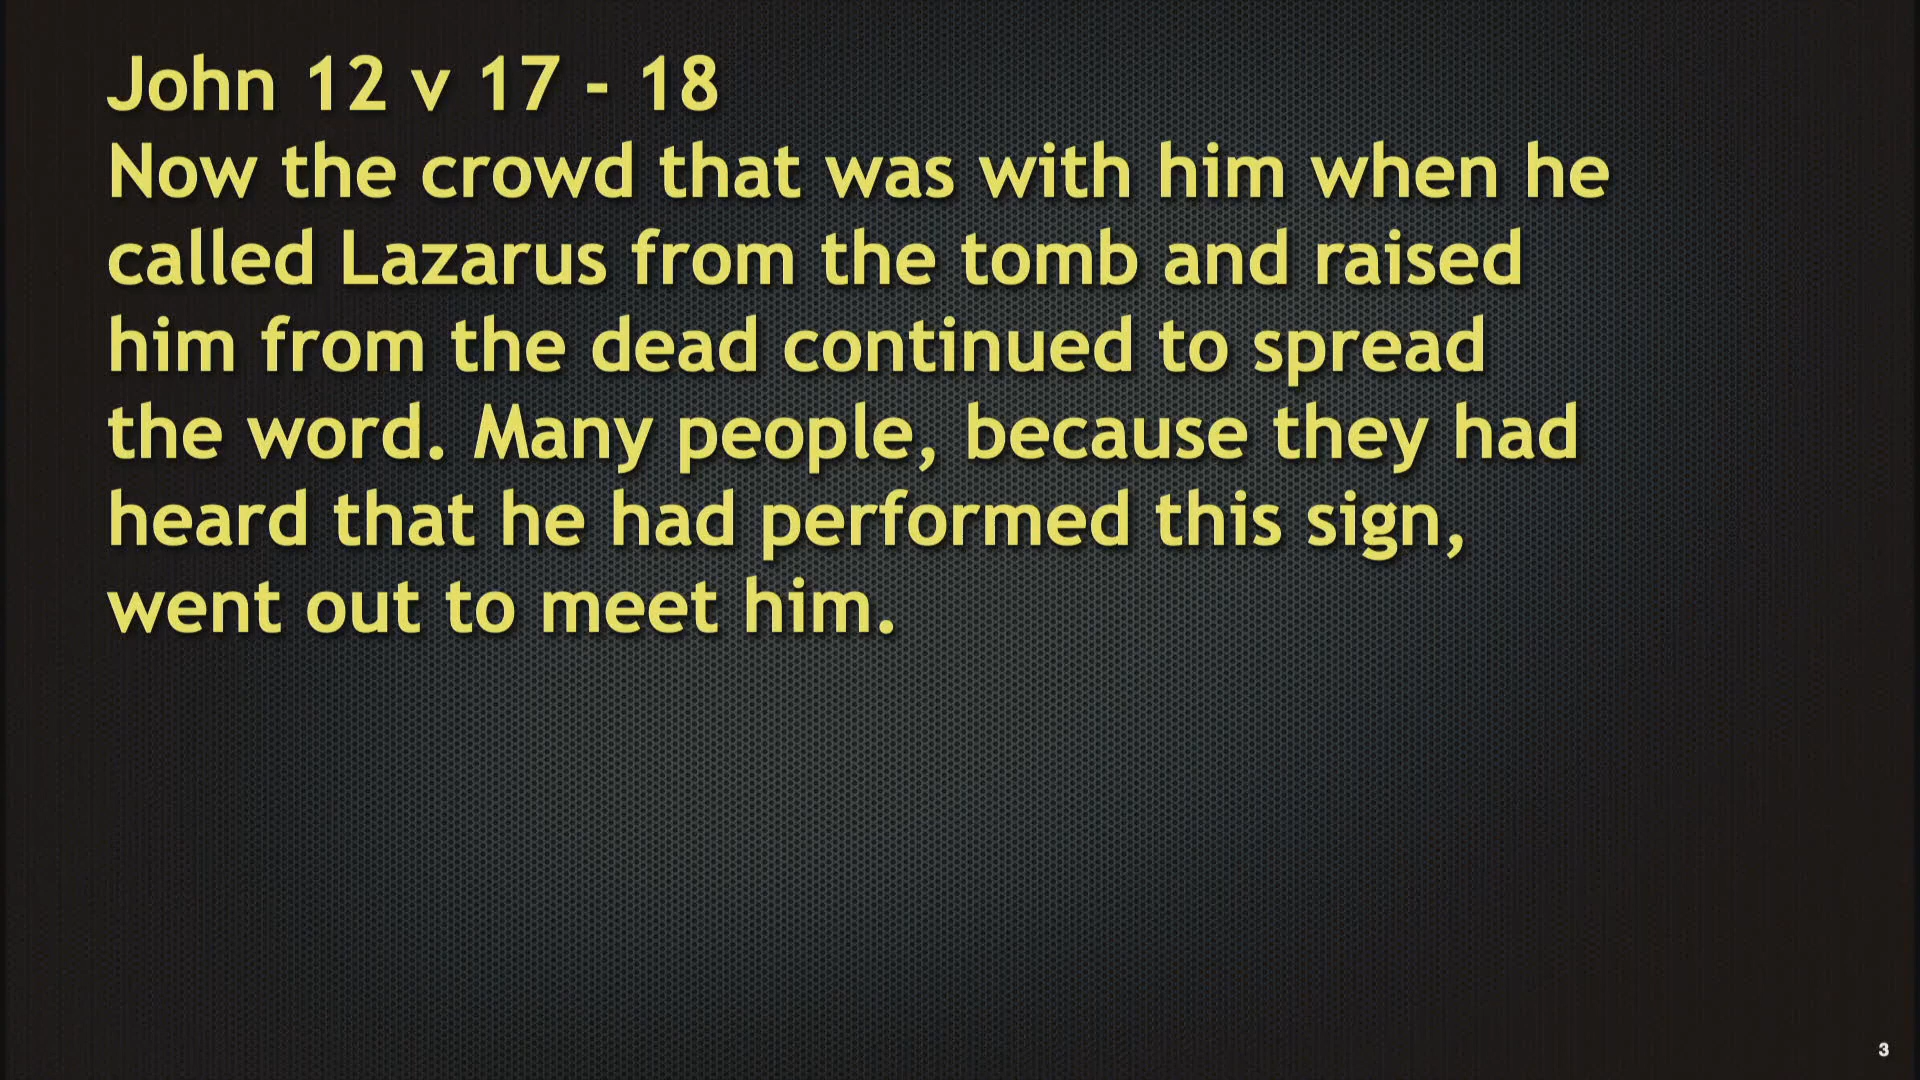 John 12 v 17 - 18
Now the crowd that was with him when he
called Lazarus from the tomb and raised
him from the dead continued to spread
the word. Many people, because they had
heard that he had performed this sign,
went out to meet him.
3